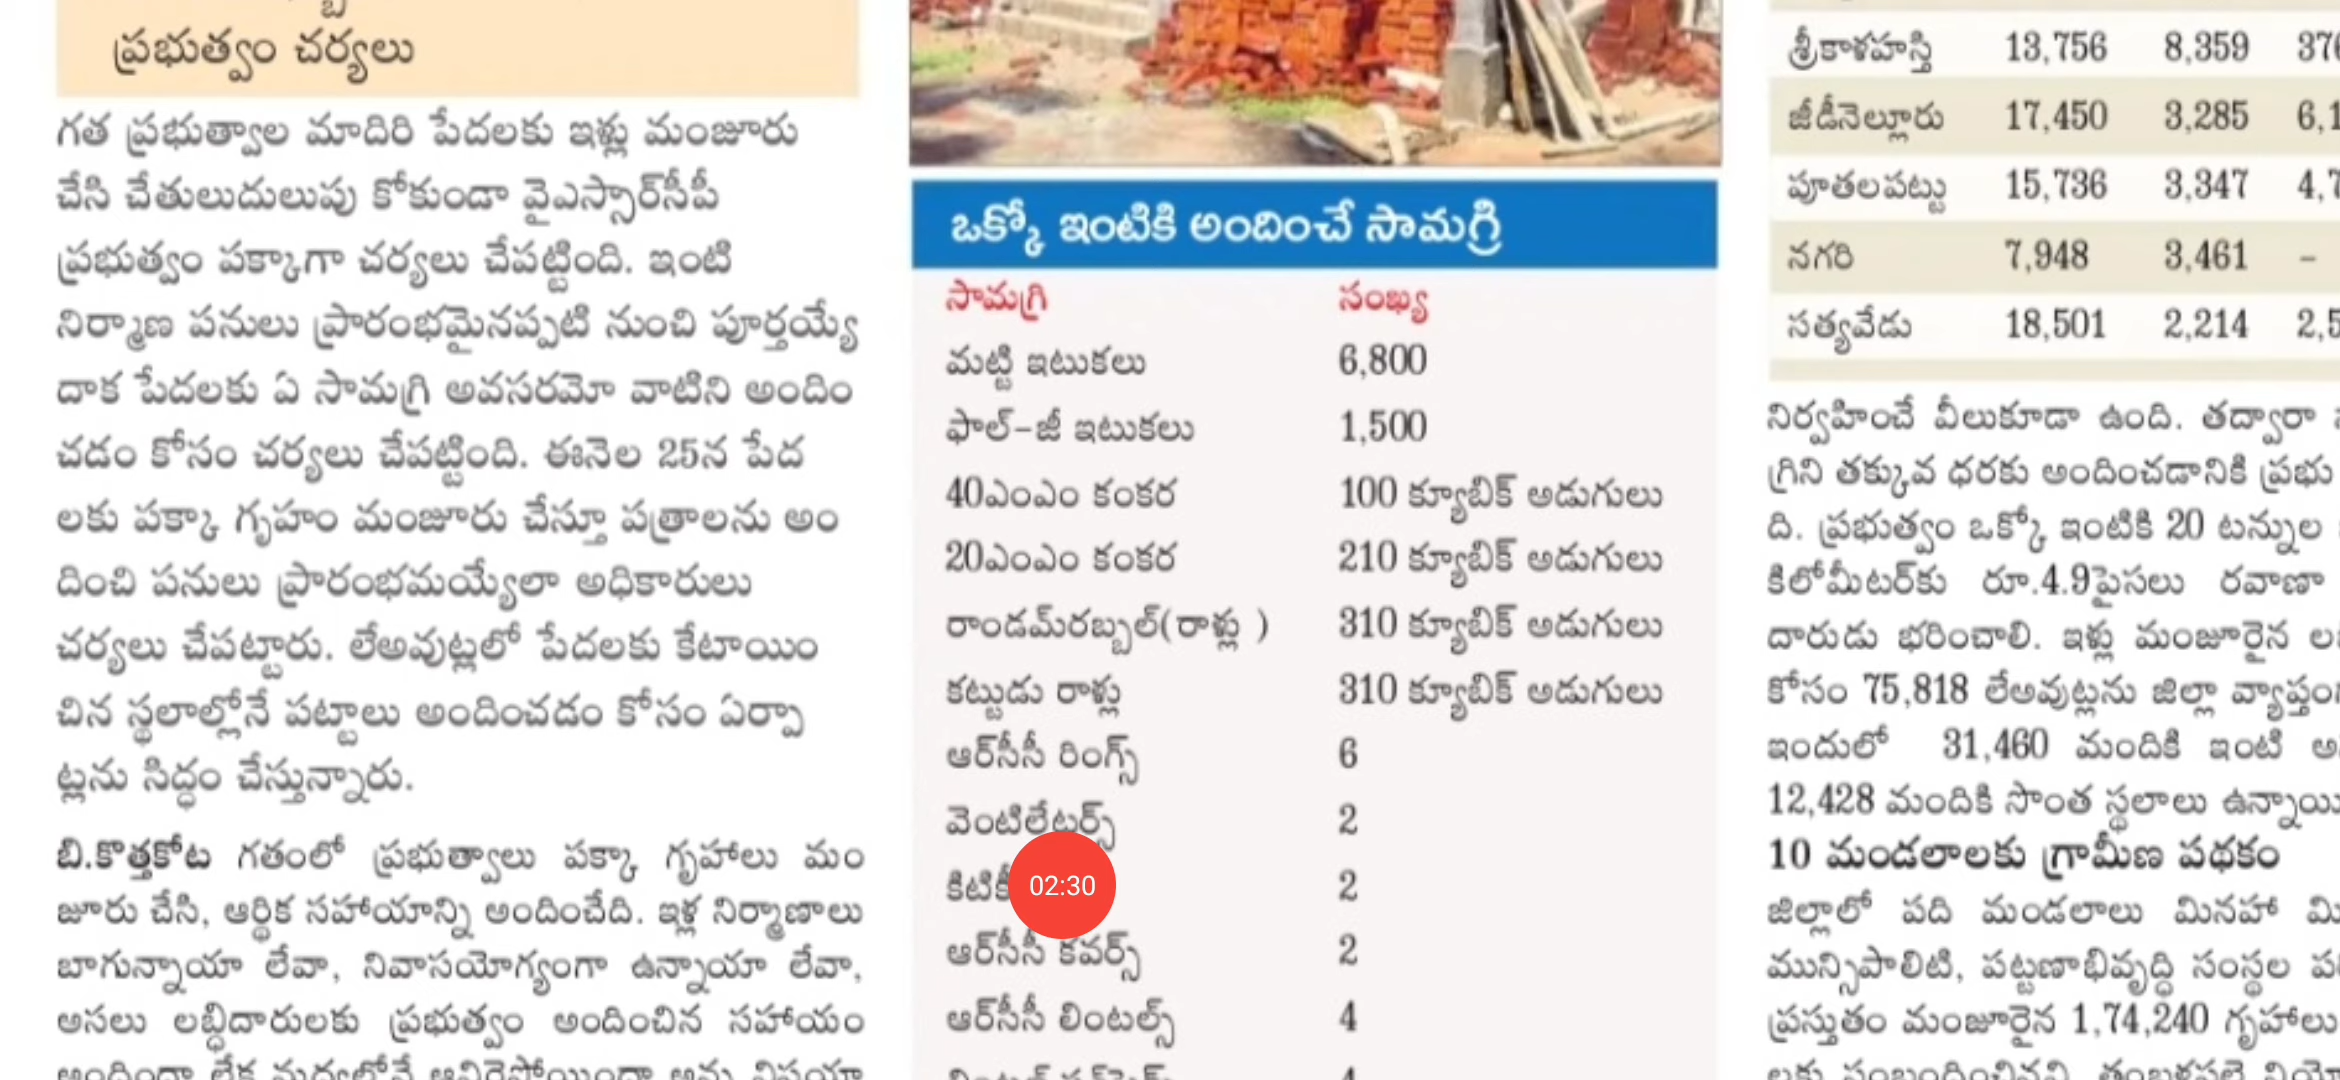 ప్రభుత్వం చర్యలు
గత ప్రభుత్వాల మాదిరి పేదలకు ఇళ్లు మంజూరు
చేసి చేతులుదులుపు కోకుండా వైఎస్సార్‌సీపీ
ప్రభుత్వం పక్కాగా చర్యలు చేపట్టింది. ఇంటి
నిర్మాణ పనులు ప్రారంభమైనప్పటి నుంచి పూర్తయ్యే
దాక పేదలకు ఏ సామగ్రి అవసరమో వాటిని అందిం
చడం కోసం చర్యలు చేపట్టింది. ఈనెల 25న పేద
లకు పక్కా గృహం మంజూరు చేస్తూ పత్రాలను అం
దించి పనులు ప్రారంభమయ్యేలా అధికారులు
చర్యలు చేపట్టారు. లేఅవుట్లలో పేదలకు కేటాయిం
చిన స్థలాల్లోనే పట్టాలు అందించడం కోసం ఏర్పా
ట్లను సిద్ధం చేస్తున్నారు.
బి.కొత్తకోట గతంలో ప్రభుత్వాలు పక్కా గృహాలు మం
జూరు చేసి, ఆర్థిక సహాయాన్ని అందించేది. ఇళ్ల నిర్మాణాలు
బాగున్నాయా లేవా, నివాసయోగ్యంగా ఉన్నాయా లేవా,
అసలు లబ్ధిదారులకు ప్రభుత్వం అందించిన సహాయం
ఒక్కో ఇంటికి అందించే సామగ్రి
సామగ్రి సంఖ్య
మట్టి ఇటుకలు 6,800
ఫాల్-జీ ఇటుకలు 1,500
40ఎంఎం కంకర 100 క్యూబిక్ అడుగులు
20ఎంఎం కంకర 210 క్యూబిక్ అడుగులు
రాండమ్‌రబ్బల్(రాళ్లు ) 310 క్యూబిక్ అడుగులు
కట్టుడు రాళ్లు 310 క్యూబిక్ అడుగులు
ఆర్‌సీసీ రింగ్స్ 6
వెంటిలేటర్స్ 2
2
02:30
ఆర్‌సీసీ కవర్స్ 2
ఆర్‌సీసీ లింటల్స్ 4
శ్రీకాళహస్తి 13,756 8,359
జీడీనెల్లూరు 17,450 3,285
పూతలపట్టు 15,736 3,347
నగరి 7,948 3,461 -
సత్యవేడు 18,501 2,214
నిర్వహించే వీలుకూడా ఉంది. తద్వారా
గ్రిని తక్కువ ధరకు అందించడానికి ప్రభు
ది. ప్రభుత్వం ఒక్కో ఇంటికి 20 టన్నుల
కిలోమీటర్‌కు రూ.4.9పైసలు రవాణా
దారుడు భరించాలి. ఇళ్లు మంజూరైన
కోసం 75,818 లేఅవుట్లను జిల్లా
ఇందులో 31,460 మందికి ఇంటి
12,428 మందికి సొంత స్థలాలు
10 మండలాలకు గ్రామీణ పథకం
జిల్లాలో పది మండలాలు మినహా
మున్సిపాలిటి, పట్టణాభివృద్ధి సంస్థల
ప్రస్తుతం మంజూరైన 1,74,240 గృహాలు